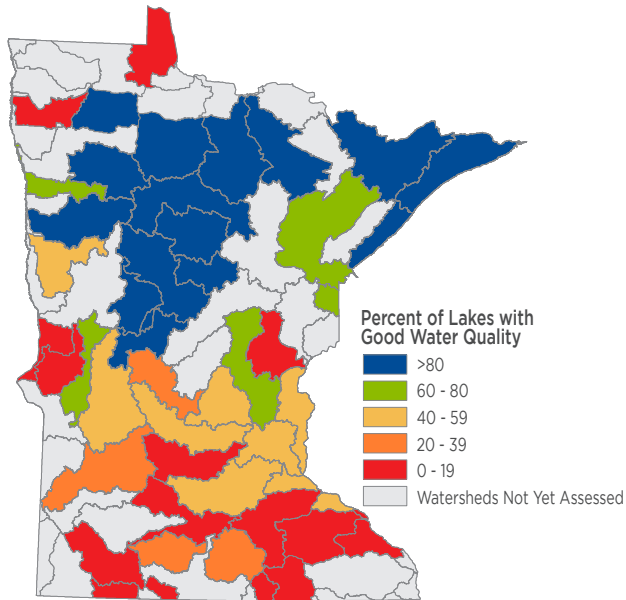 Percent of Lakes with
Good Water Quality
>80
60 - 80
40 - 59
20 - 39
0 - 19
Watersheds Not Yet Assessed